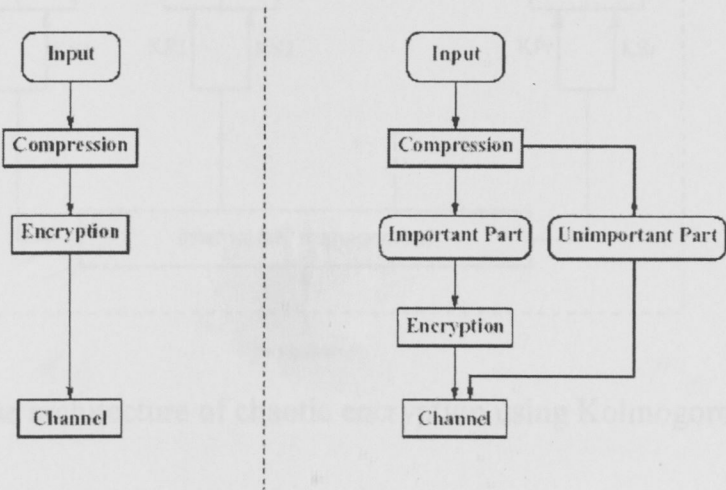 Input
Compression
Encryption
Channel
Input
Compression
Important Part
Unimportant Part
Encryption
Channel